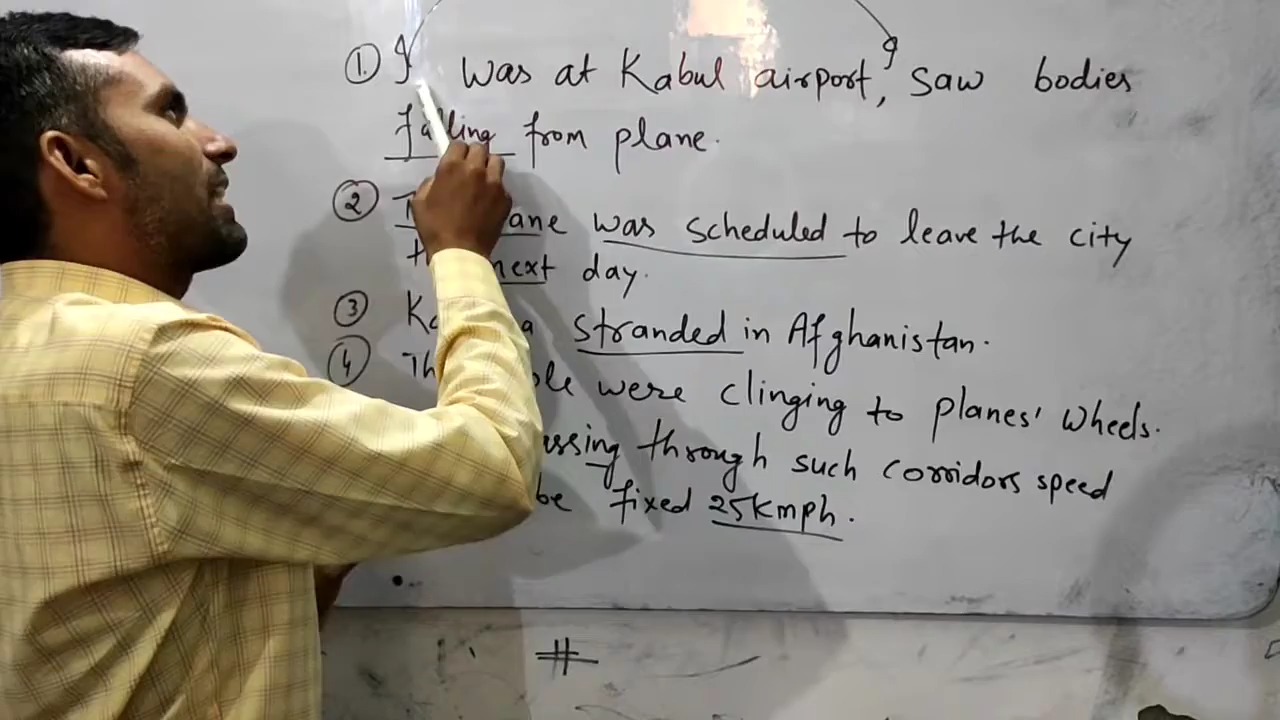 ① I was at Kabul airport, I saw bodies
falling from plane.
② ane was scheduled to leave the city
next day.
③ stranded in Afghanistan.
④ were clinging to planes' wheels.
through such corridors speed
be fixed 25kmph.
#